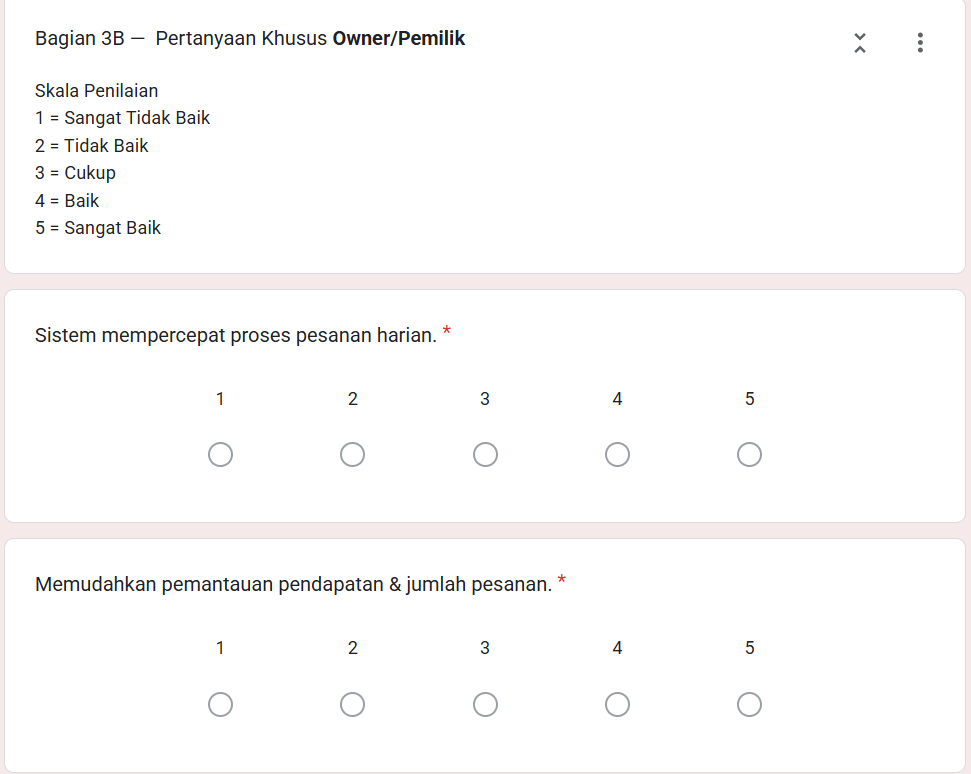 Bagian 3B — Pertanyaan Khusus Owner/Pemilik
Skala Penilaian
1 = Sangat Tidak Baik
2 = Tidak Baik
3 = Cukup
4 = Baik
5 = Sangat Baik
Sistem mempercepat proses pesanan harian. *
1 2 3 4 5
Memudahkan pemantauan pendapatan & jumlah pesanan. *
1 2 3 4 5